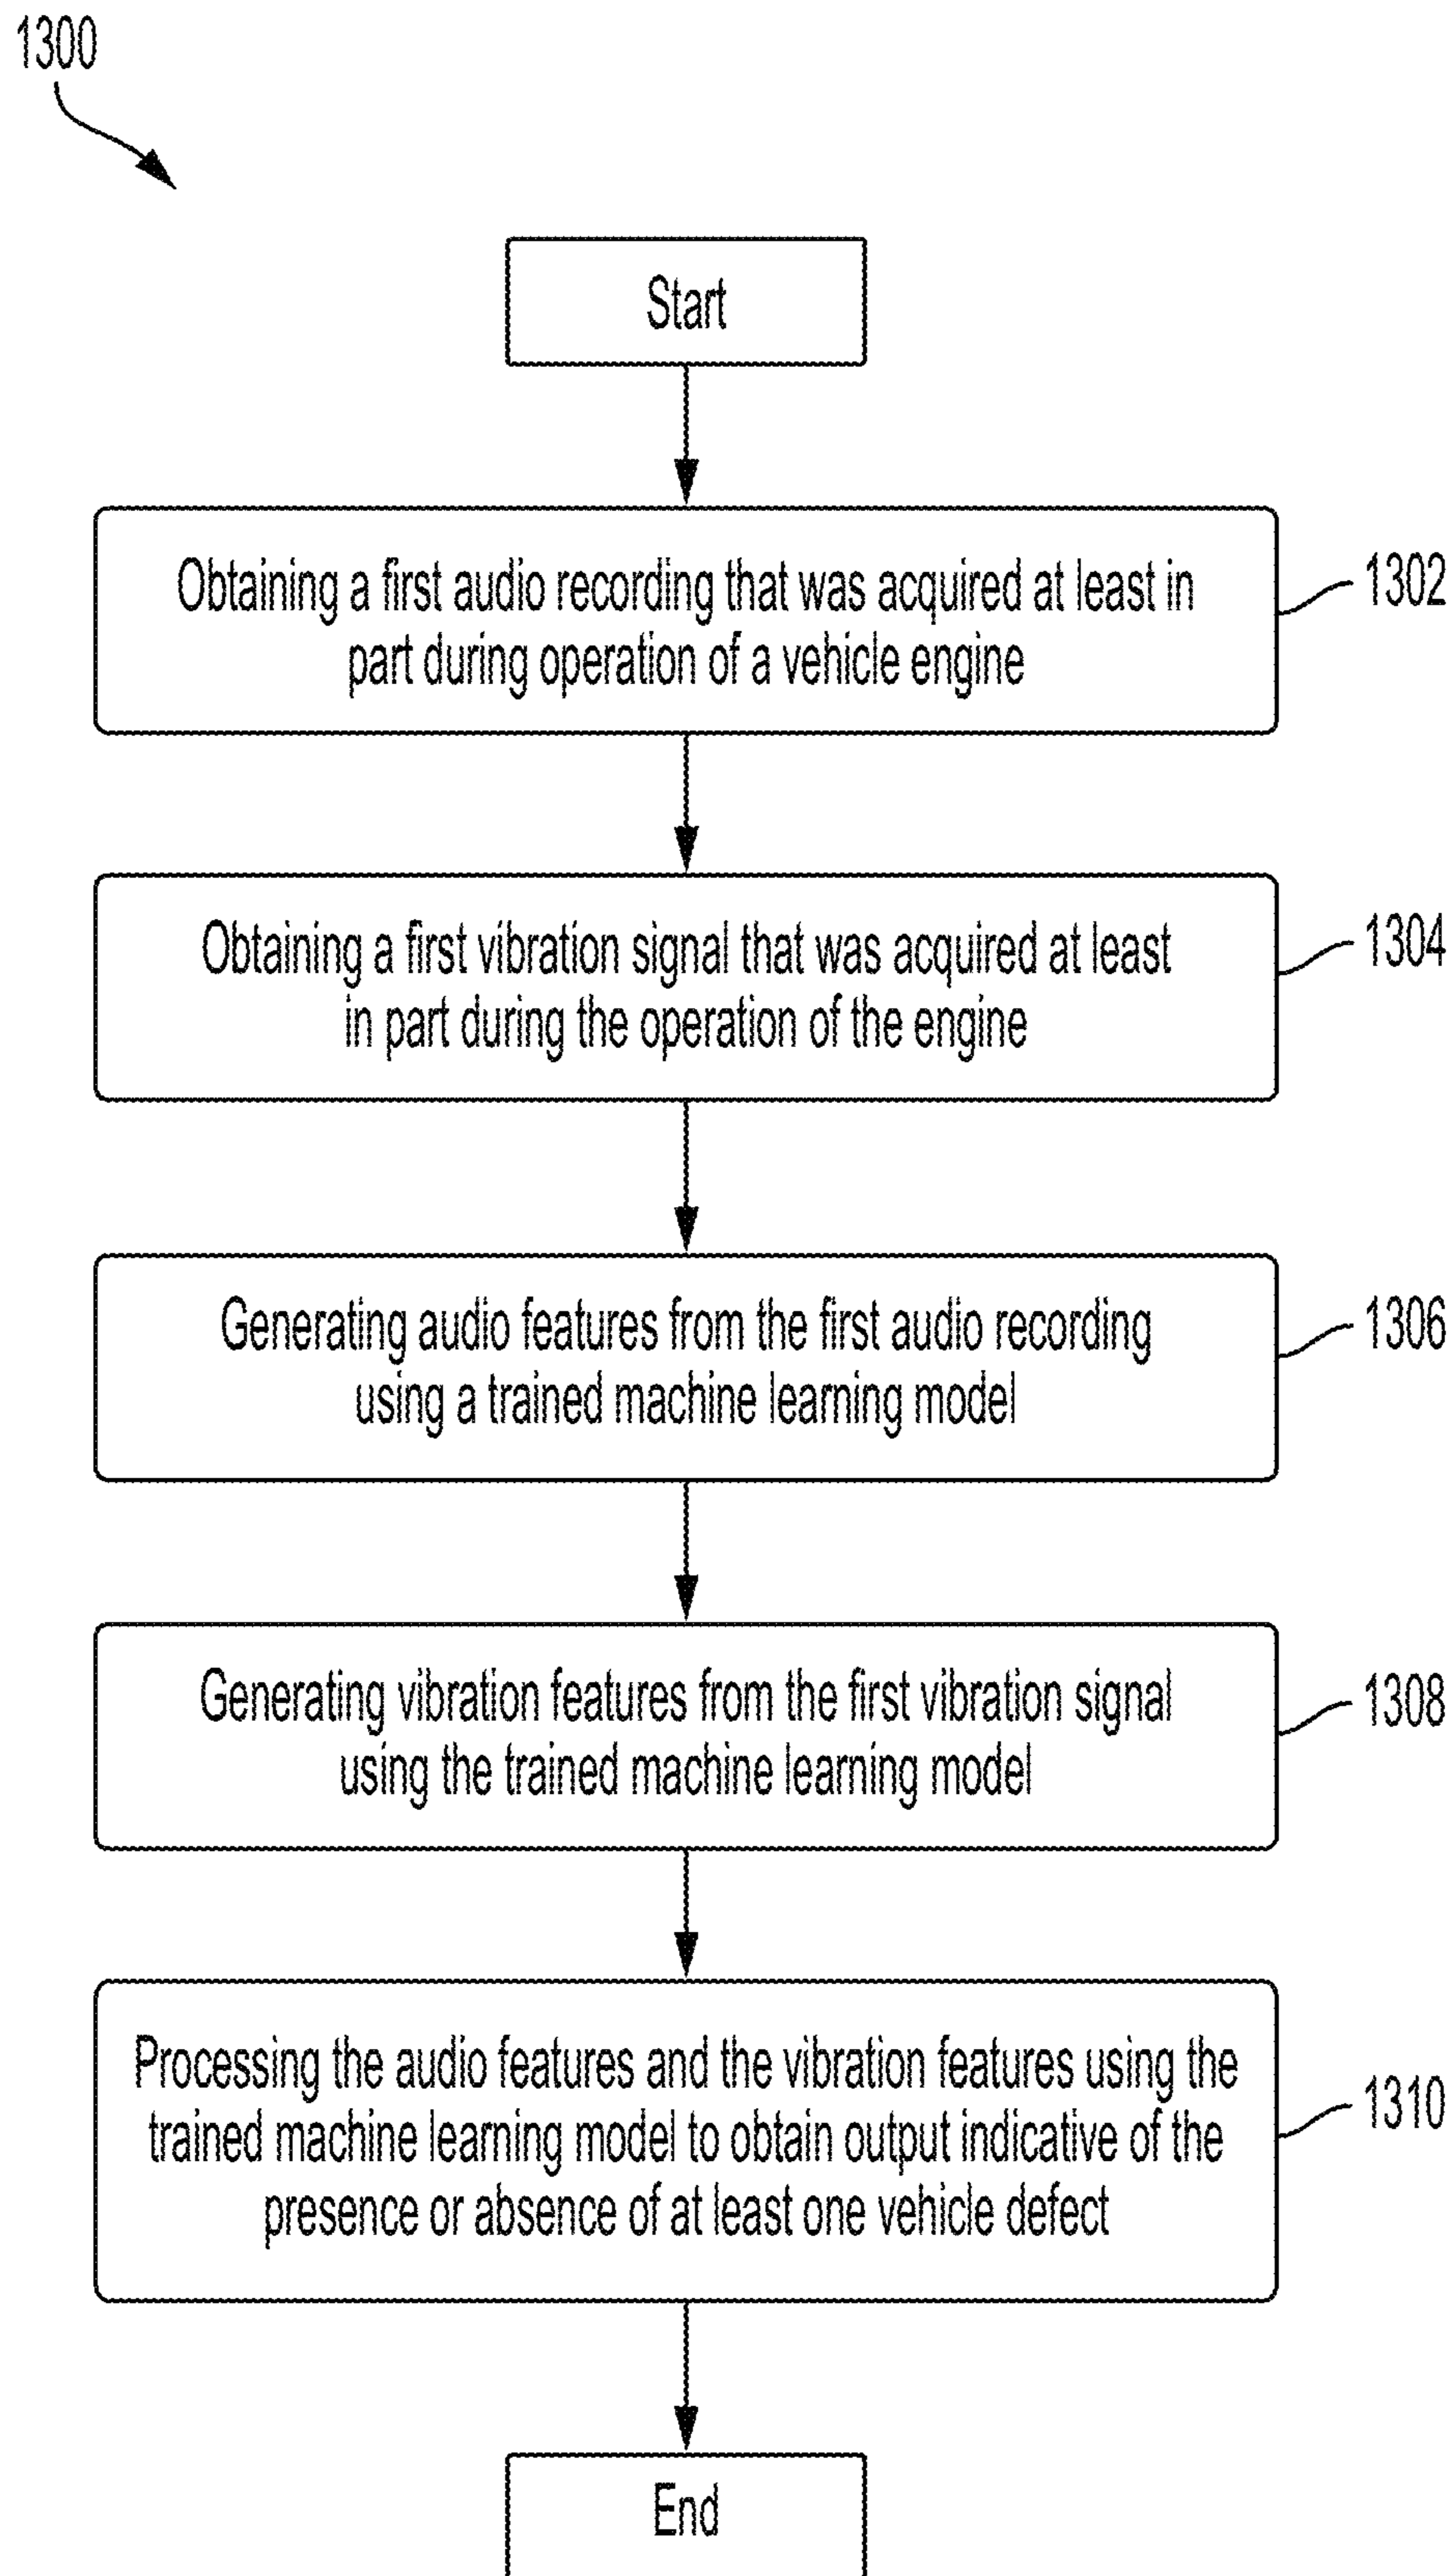 1300
Start
Obtaining a first audio recording that was acquired at least in
part during operation of a vehicle engine
1302
Obtaining a first vibration signal that was acquired at least
in part during the operation of the engine
1304
Generating audio features from the first audio recording
using a trained machine learning model
1306
Generating vibration features from the first vibration signal
using the trained machine learning model
1308
Processing the audio features and the vibration features using the
trained machine learning model to obtain output indicative of the
presence or absence of at least one vehicle defect
1310
End